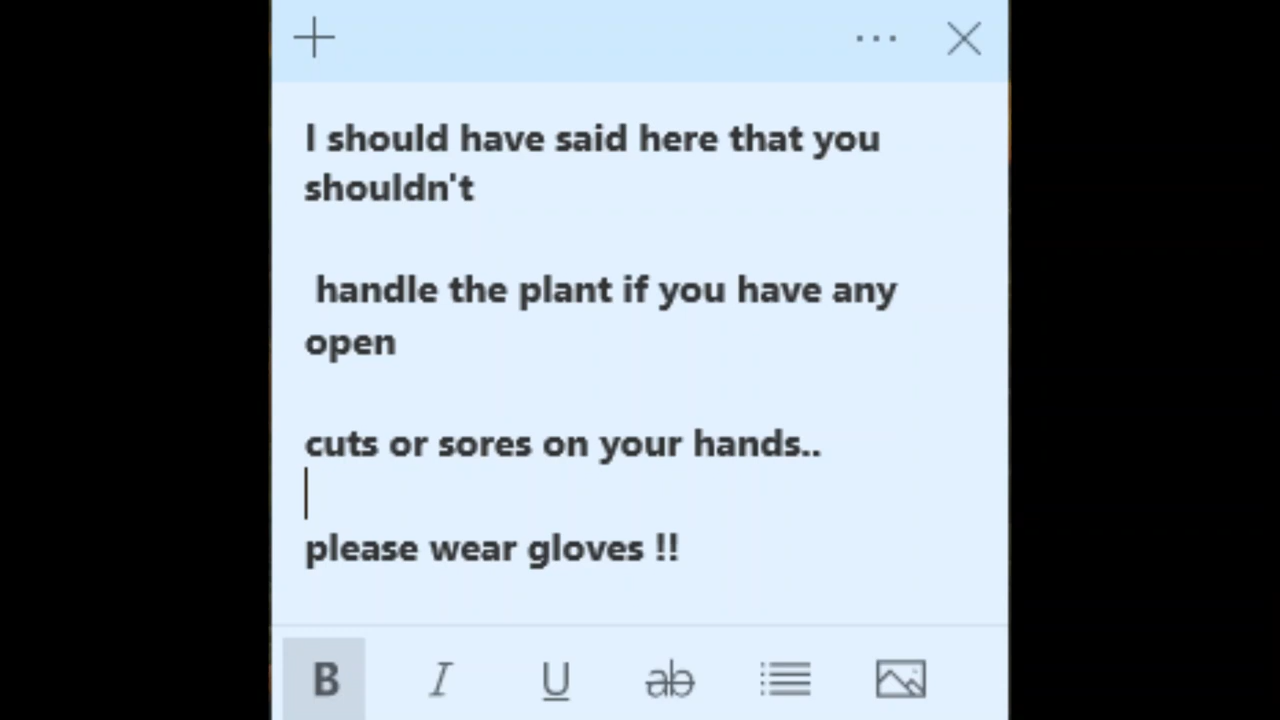 I should have said here that you
shouldn't
handle the plant if you have any
open
cuts or sores on your hands..
please wear gloves !!
B I U ab